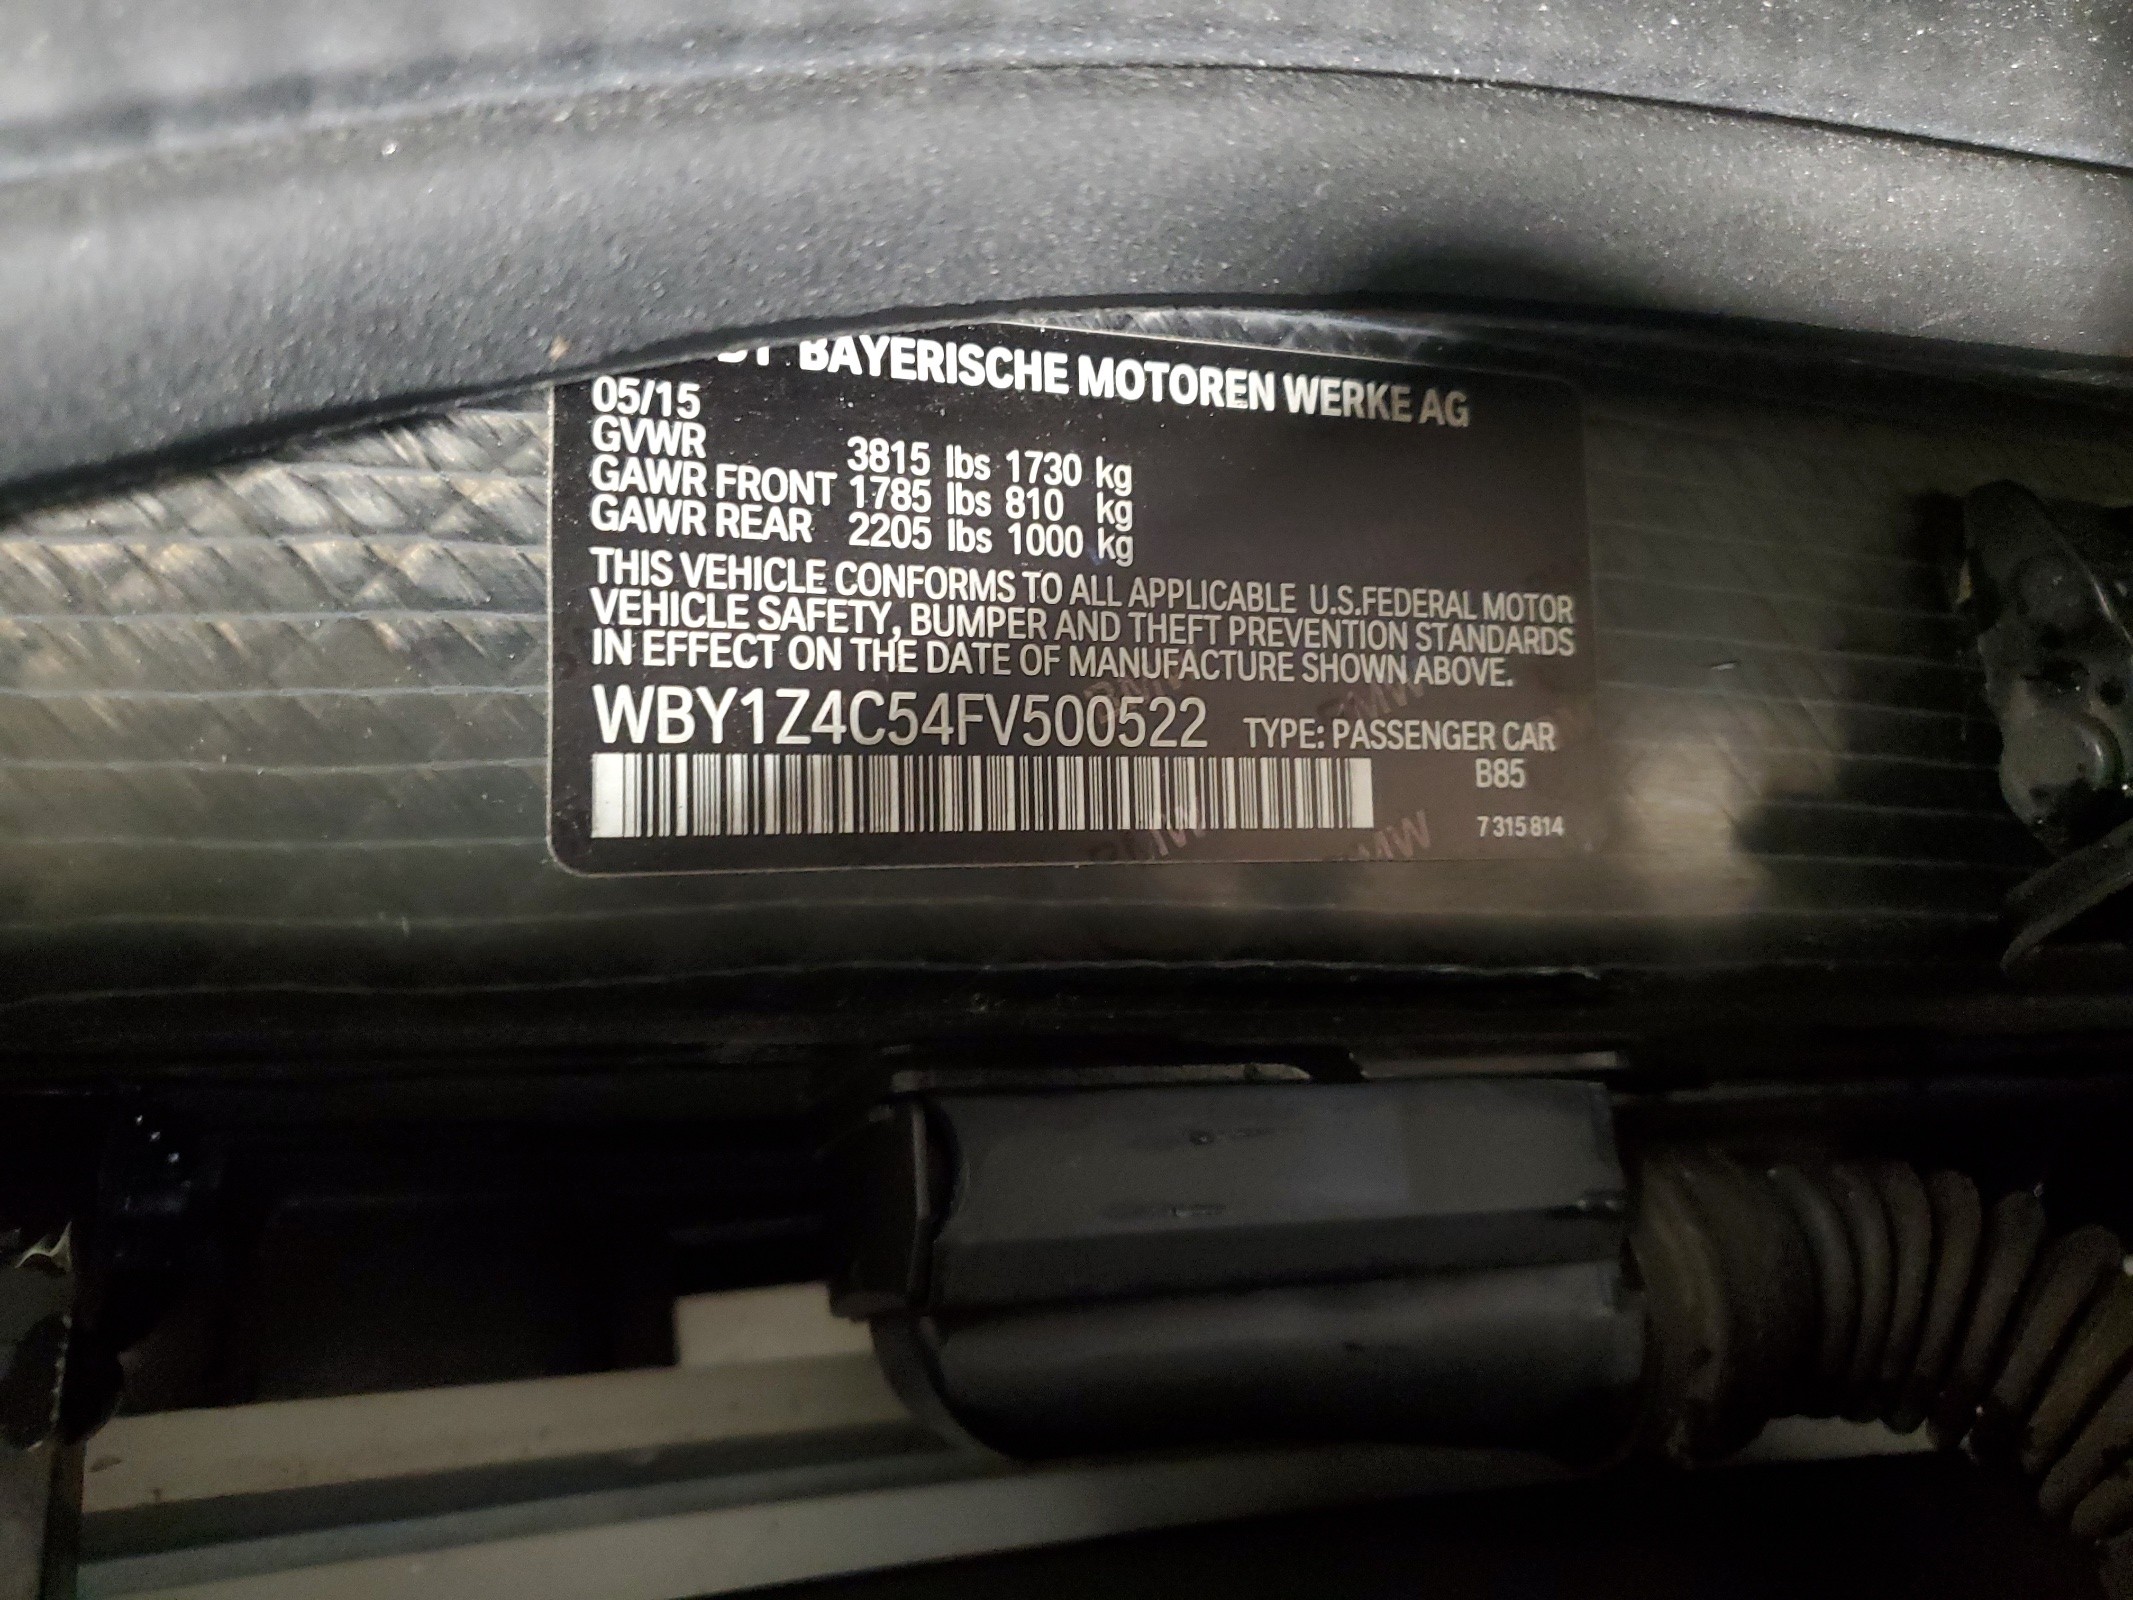 BAYERISCHE MOTOREN WERKE AG
05/15
GVWR 3815 lbs 1730 kg
GAWR FRONT 1785 lbs 810 kg
GAWR REAR 2205 lbs 1000 kg
THIS VEHICLE CONFORMS TO ALL APPLICABLE U.S.FEDERAL MOTOR
VEHICLE SAFETY, BUMPER AND THEFT PREVENTION STANDARDS
IN EFFECT ON THE DATE OF MANUFACTURE SHOWN ABOVE.
WBY1Z4C54FV500522 TYPE: PASSENGER CAR
B85
7 315 814